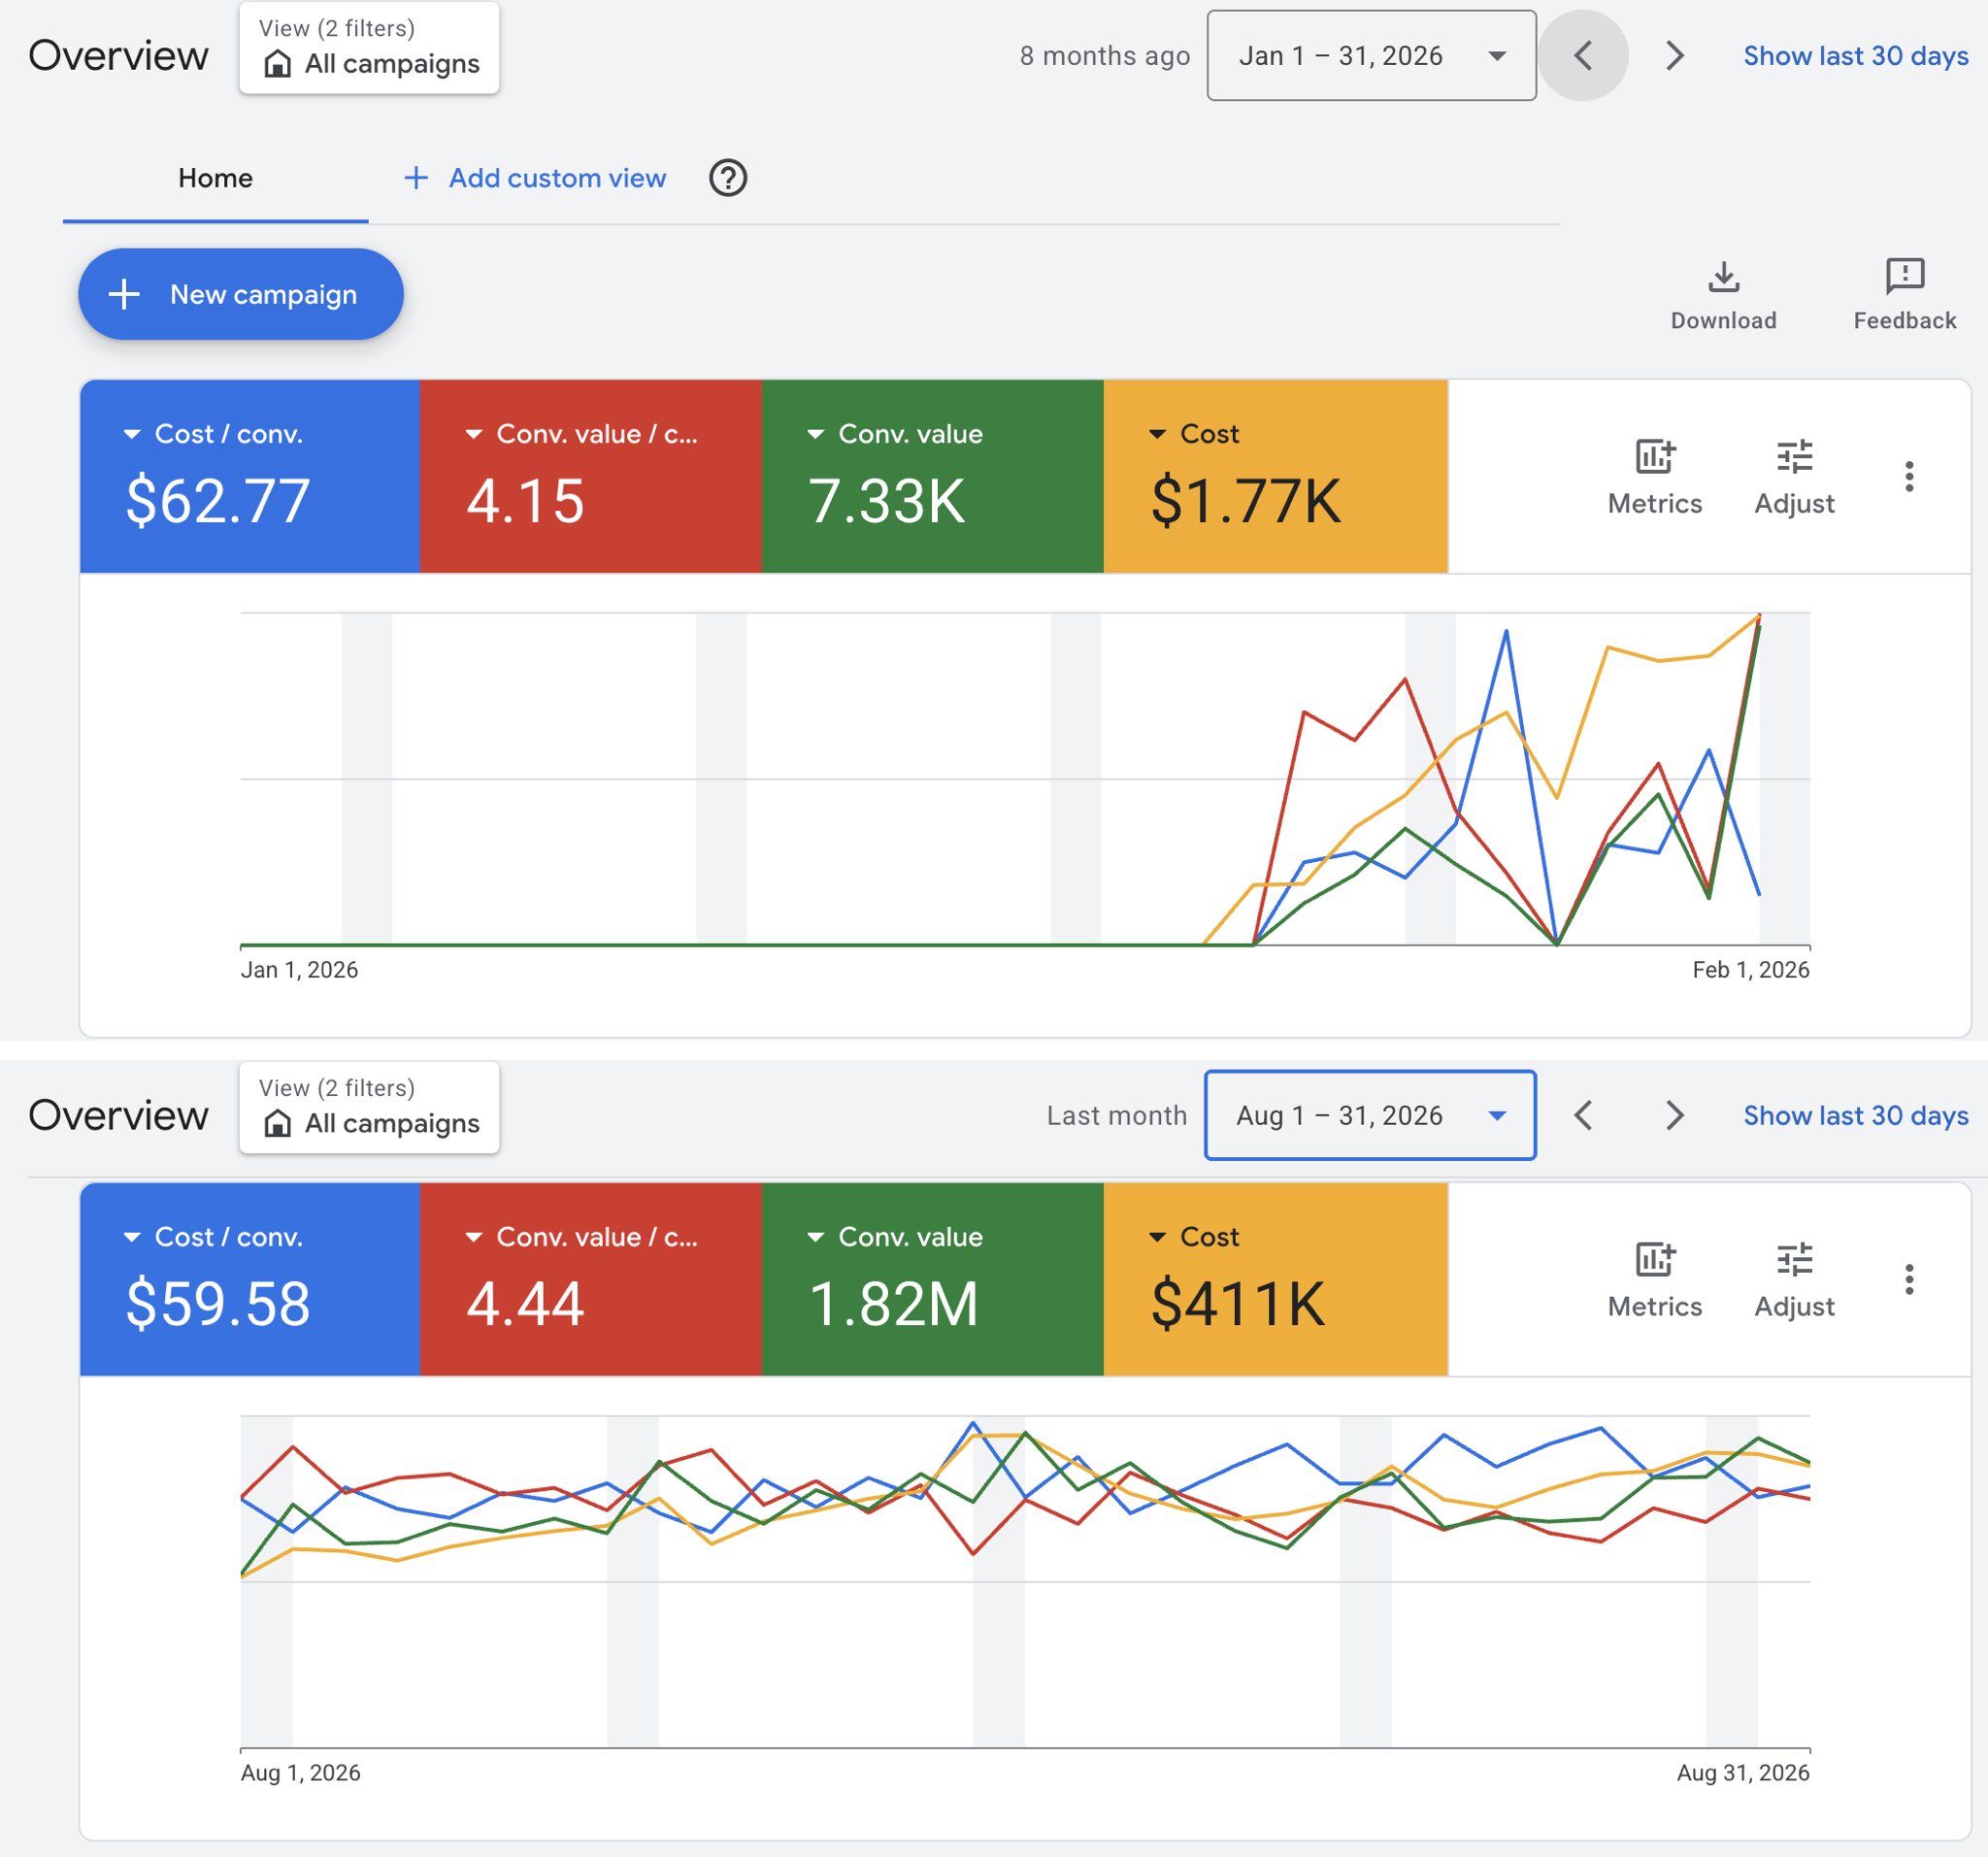 Overview
View (2 filters)
All campaigns
8 months ago
Jan 1 – 31, 2026
Show last 30 days
Home
Add custom view
New campaign
Download
Feedback
Cost / conv.
$62.77
Conv. value / c...
4.15
Conv. value
7.33K
Cost
$1.77K
Metrics
Adjust
Jan 1, 2026
Feb 1, 2026
Overview
View (2 filters)
All campaigns
Last month
Aug 1 – 31, 2026
Show last 30 days
Cost / conv.
$59.58
Conv. value / c...
4.44
Conv. value
1.82M
Cost
$411K
Metrics
Adjust
Aug 1, 2026
Aug 31, 2026